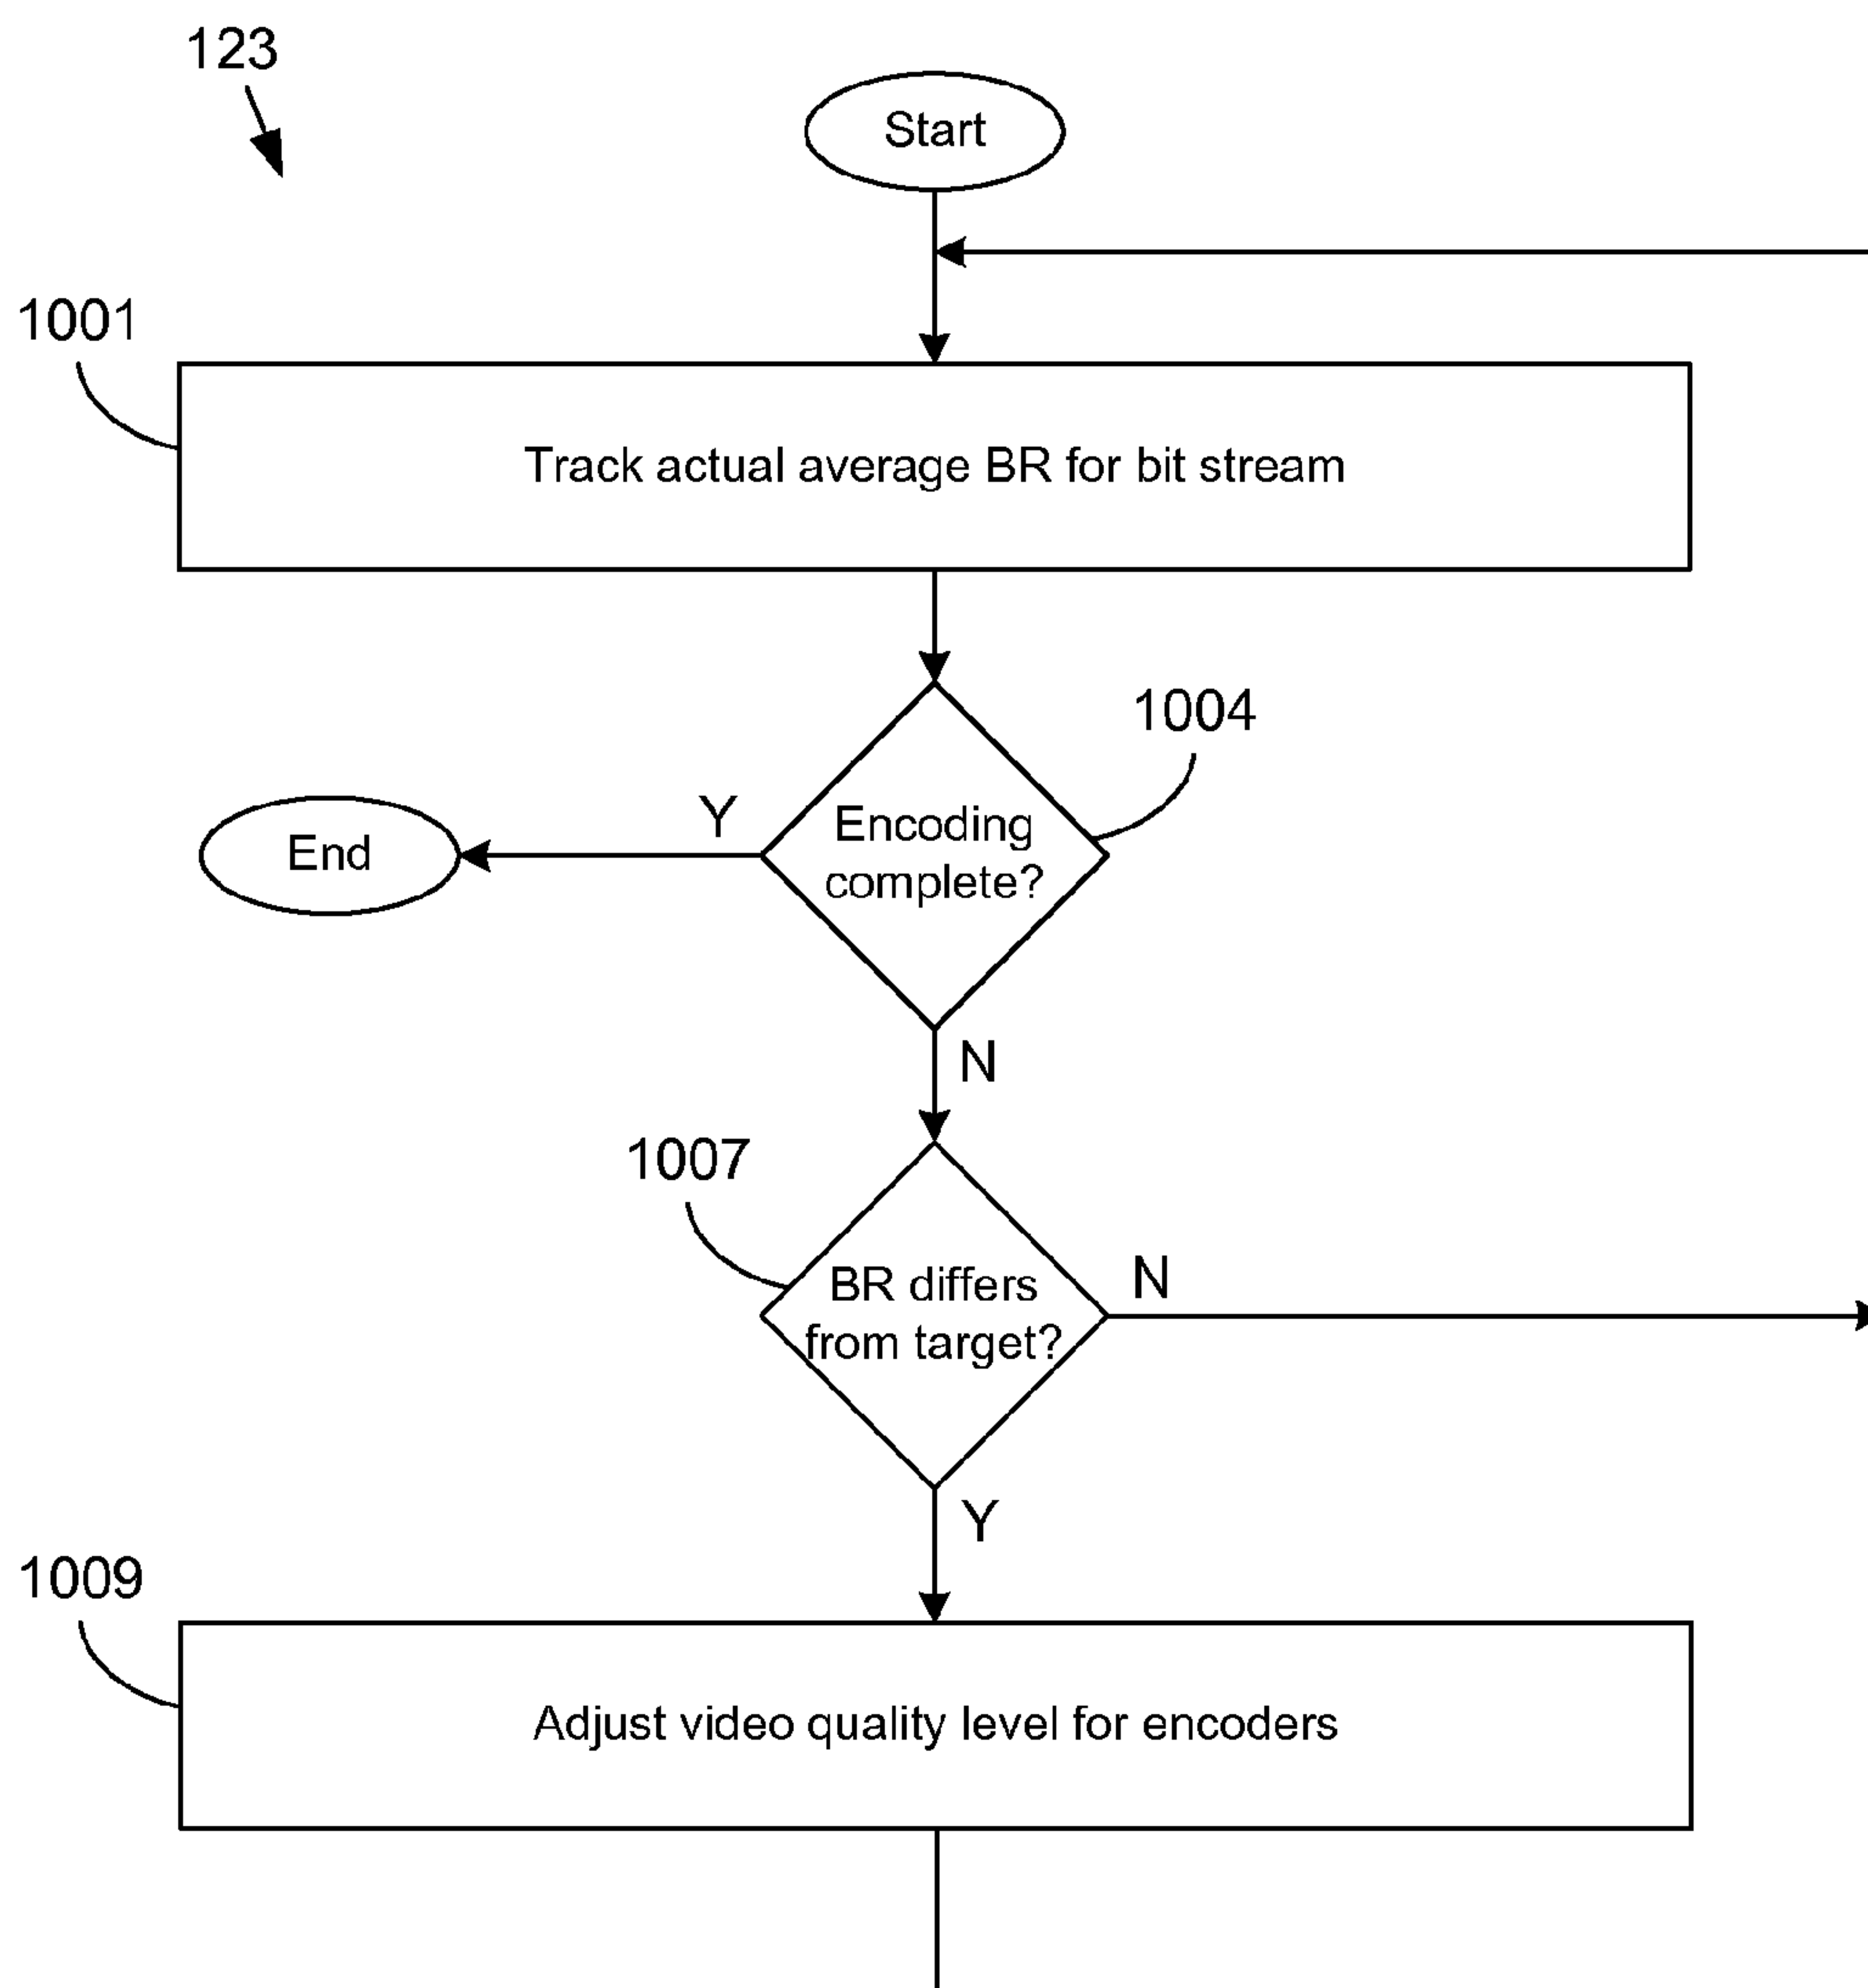 123
Start
1001
Track actual average BR for bit stream
1004
Y
Encoding
complete?
End
N
1007
N
BR differs
from target?
Y
1009
Adjust video quality level for encoders